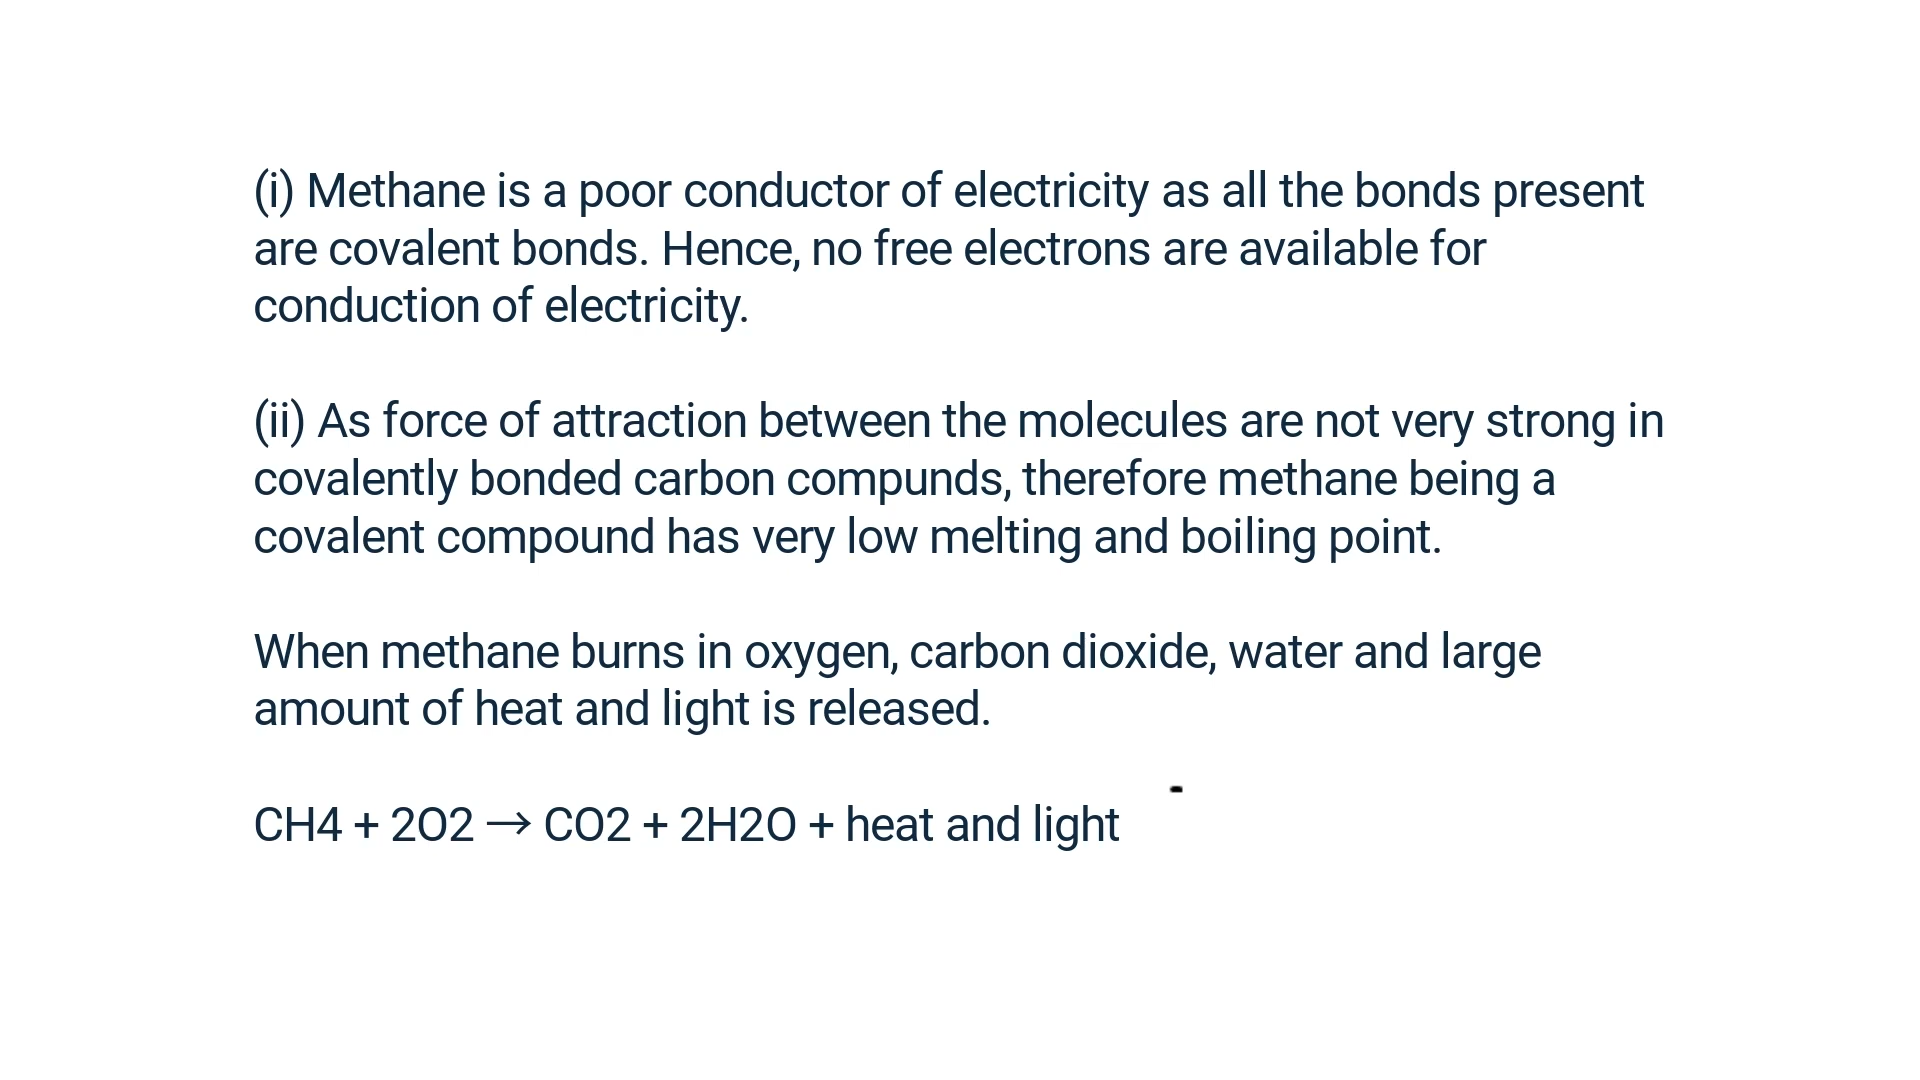 (i) Methane is a poor conductor of electricity as all the bonds present
are covalent bonds. Hence, no free electrons are available for
conduction of electricity.
(ii) As force of attraction between the molecules are not very strong in
covalently bonded carbon compunds, therefore methane being a
covalent compound has very low melting and boiling point.
When methane burns in oxygen, carbon dioxide, water and large
amount of heat and light is released.
CH4 + 2O2 → CO2 + 2H2O + heat and light